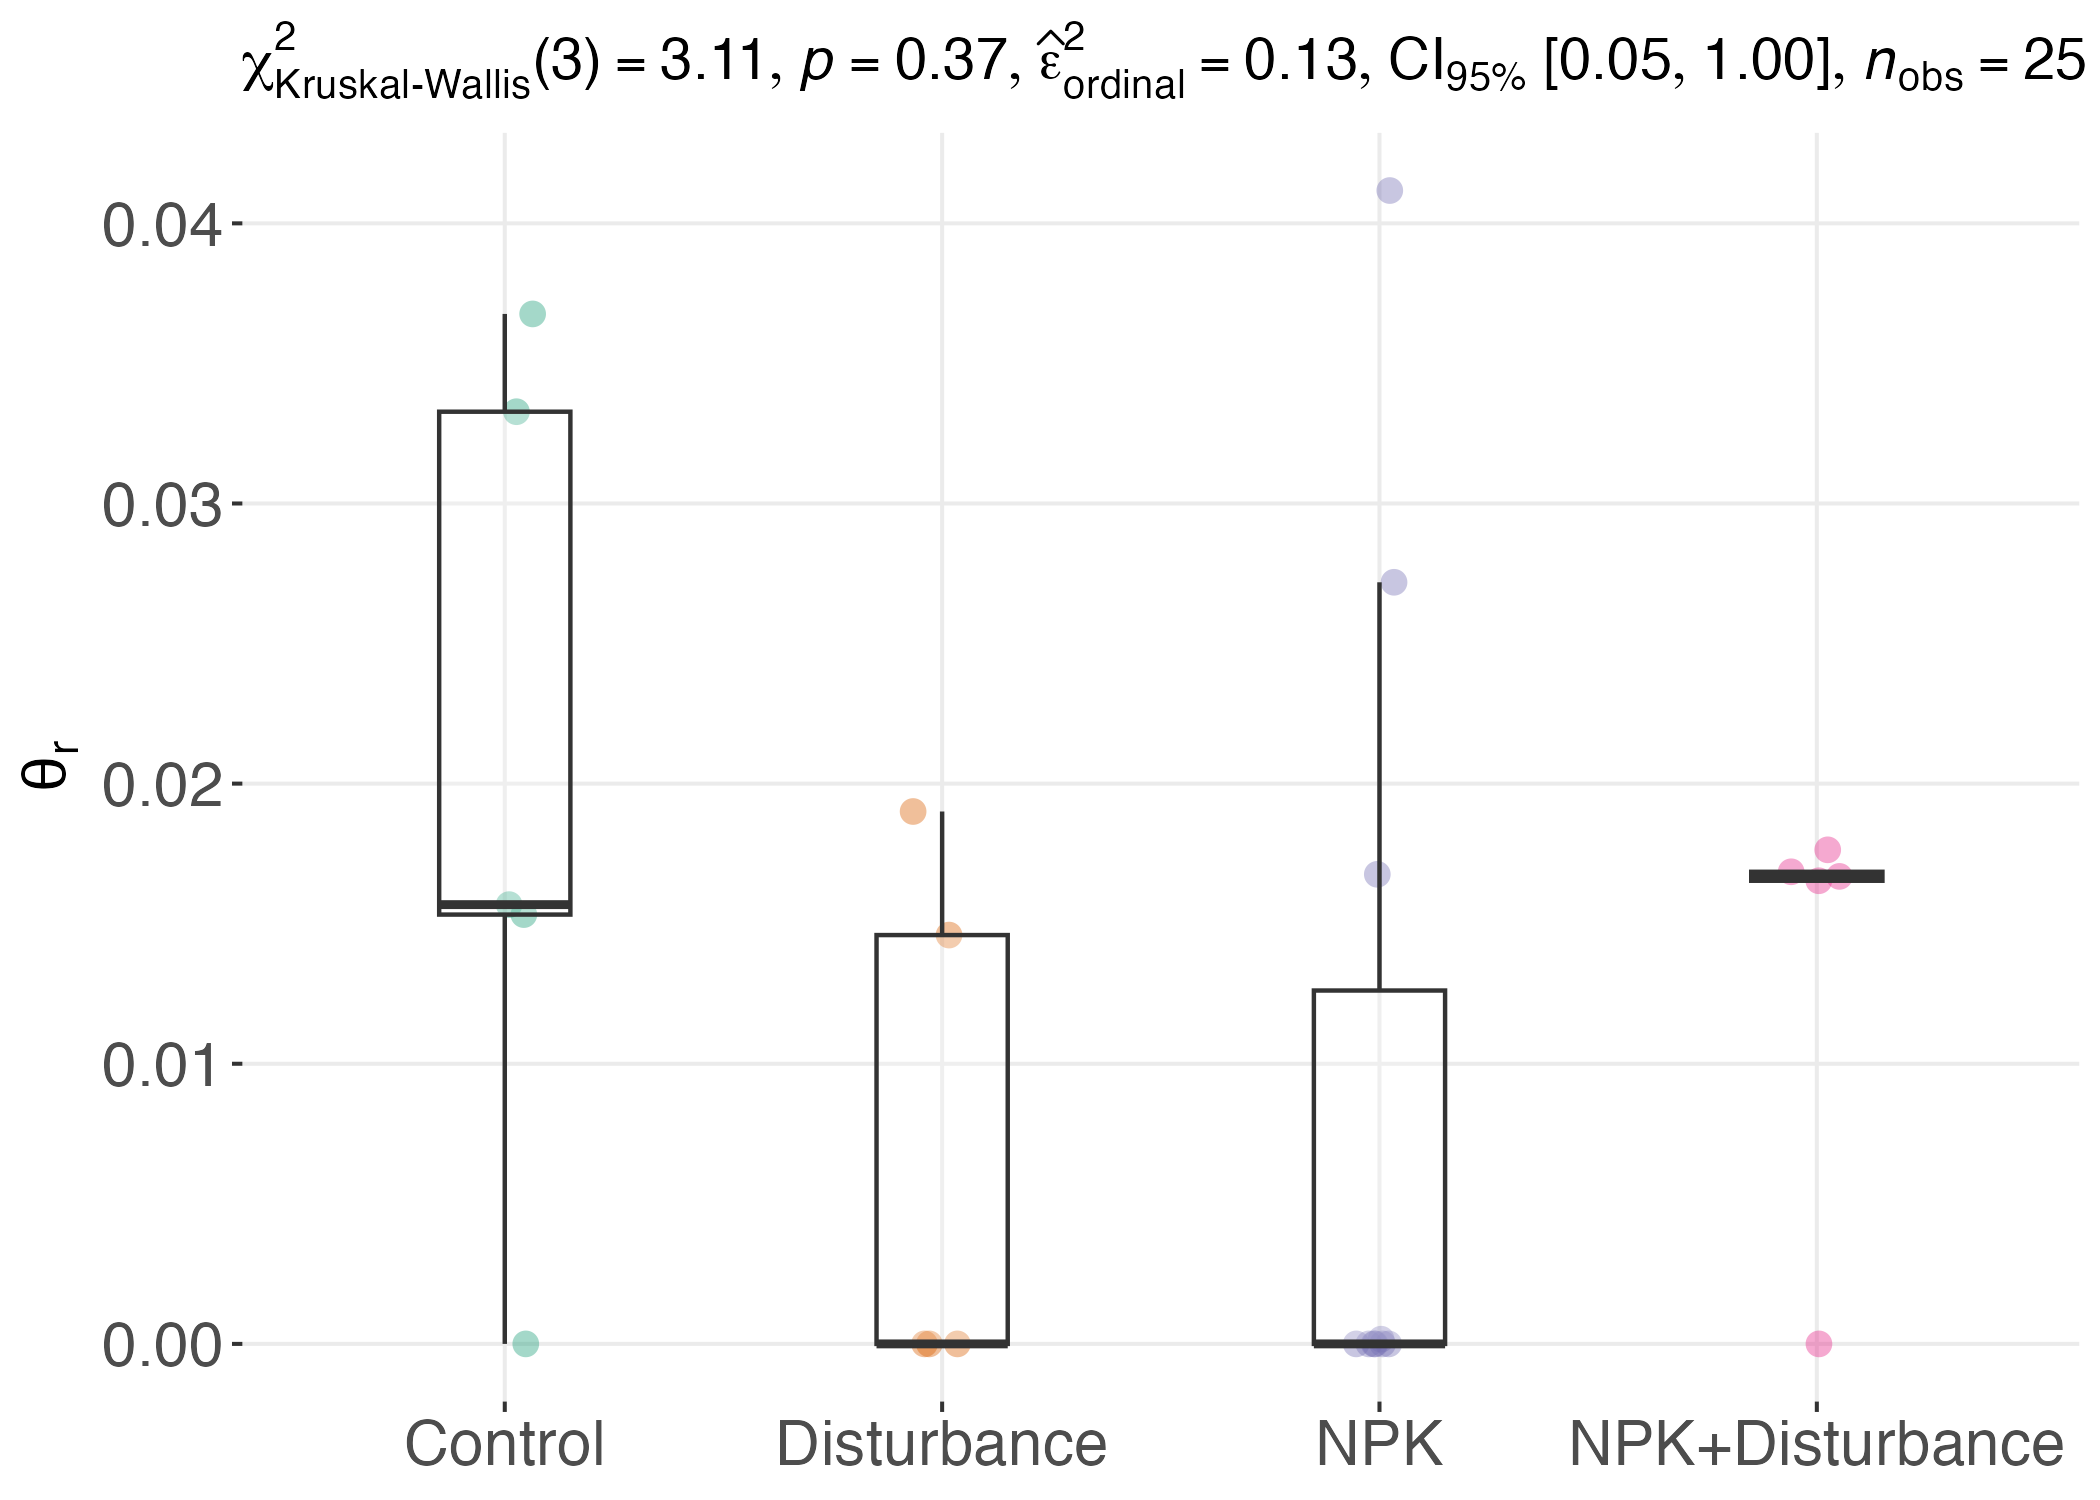 χ²Kruskal-Wallis(3) = 3.11, p = 0.37, ε̂²ordinal = 0.13, CI95% [0.05, 1.00], nobs = 25
θr
0.04
0.03
0.02
0.01
0.00
Control Disturbance NPK NPK+Disturbance